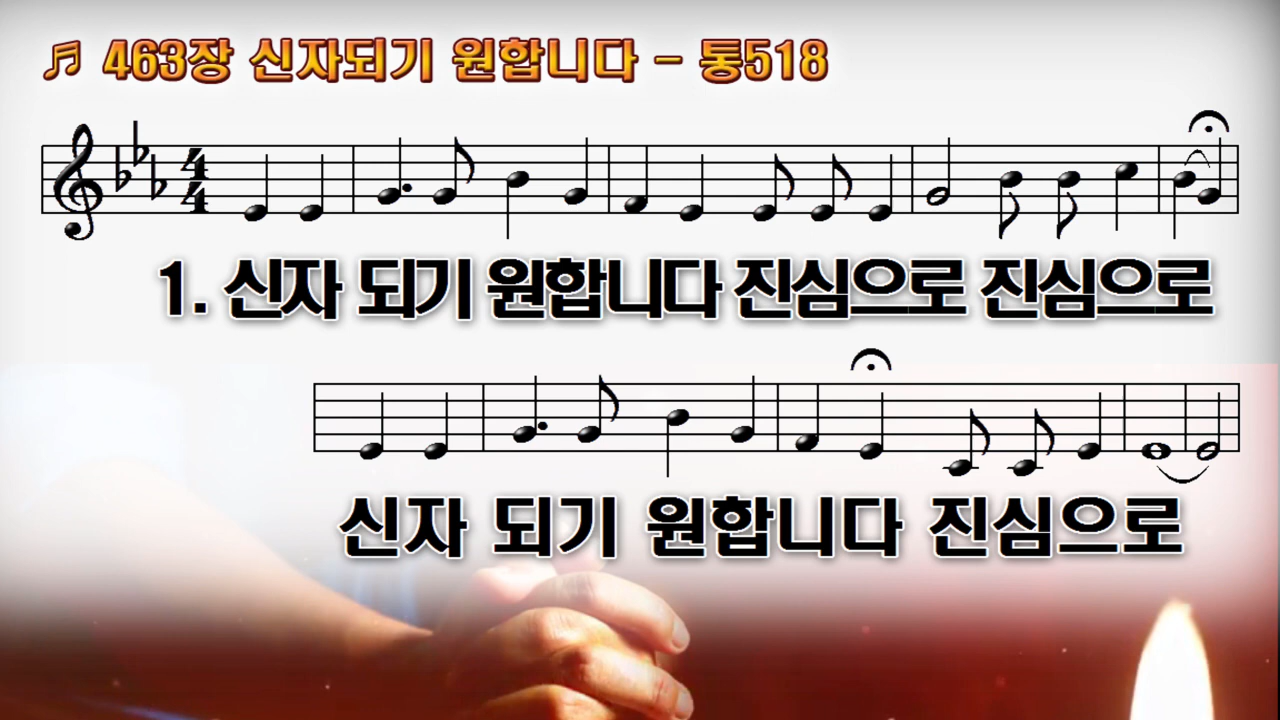 ♬ 463장 신자되기 원합니다 - 통518
4
4
1. 신자 되기 원합니다 진심으로 진심으로
신자 되기 원합니다 진심으로